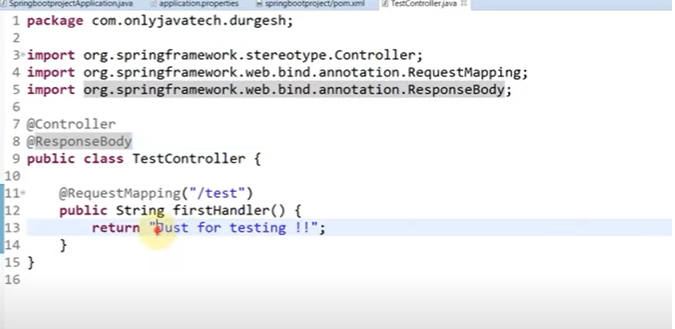 SpringbootprojectApplication.java application.properties springbootproject/pom.xml TestController.java
1 package com.onlyjavatech.durgesh;
2
3 import org.springframework.stereotype.Controller;
4 import org.springframework.web.bind.annotation.RequestMapping;
5 import org.springframework.web.bind.annotation.ResponseBody;
6
7 @Controller
8 @ResponseBody
9 public class TestController {
10
11 @RequestMapping("/test")
12 public String firstHandler() {
13 return "Just for testing !!";
14 }
15 }
16